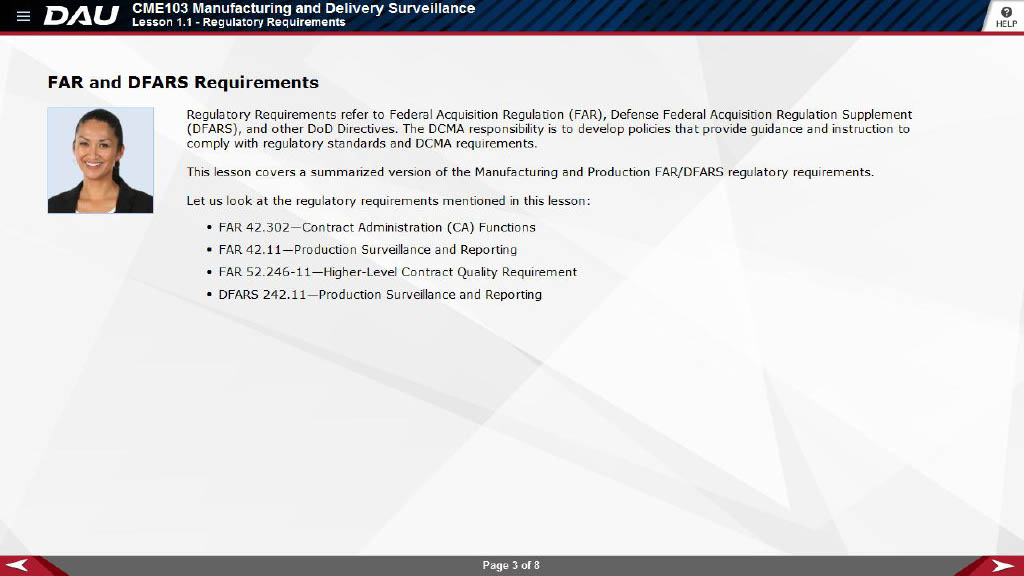 DAU
CME103 Manufacturing and Delivery Surveillance
Lesson 1.1 - Regulatory Requirements
HELP
FAR and DFARS Requirements
Regulatory Requirements refer to Federal Acquisition Regulation (FAR), Defense Federal Acquisition Regulation Supplement
(DFARS), and other DoD Directives. The DCMA responsibility is to develop policies that provide guidance and instruction to
comply with regulatory standards and DCMA requirements.
This lesson covers a summarized version of the Manufacturing and Production FAR/DFARS regulatory requirements.
Let us look at the regulatory requirements mentioned in this lesson:
• FAR 42.302—Contract Administration (CA) Functions
• FAR 42.11—Production Surveillance and Reporting
• FAR 52.246-11—Higher-Level Contract Quality Requirement
• DFARS 242.11—Production Surveillance and Reporting
Page 3 of 8